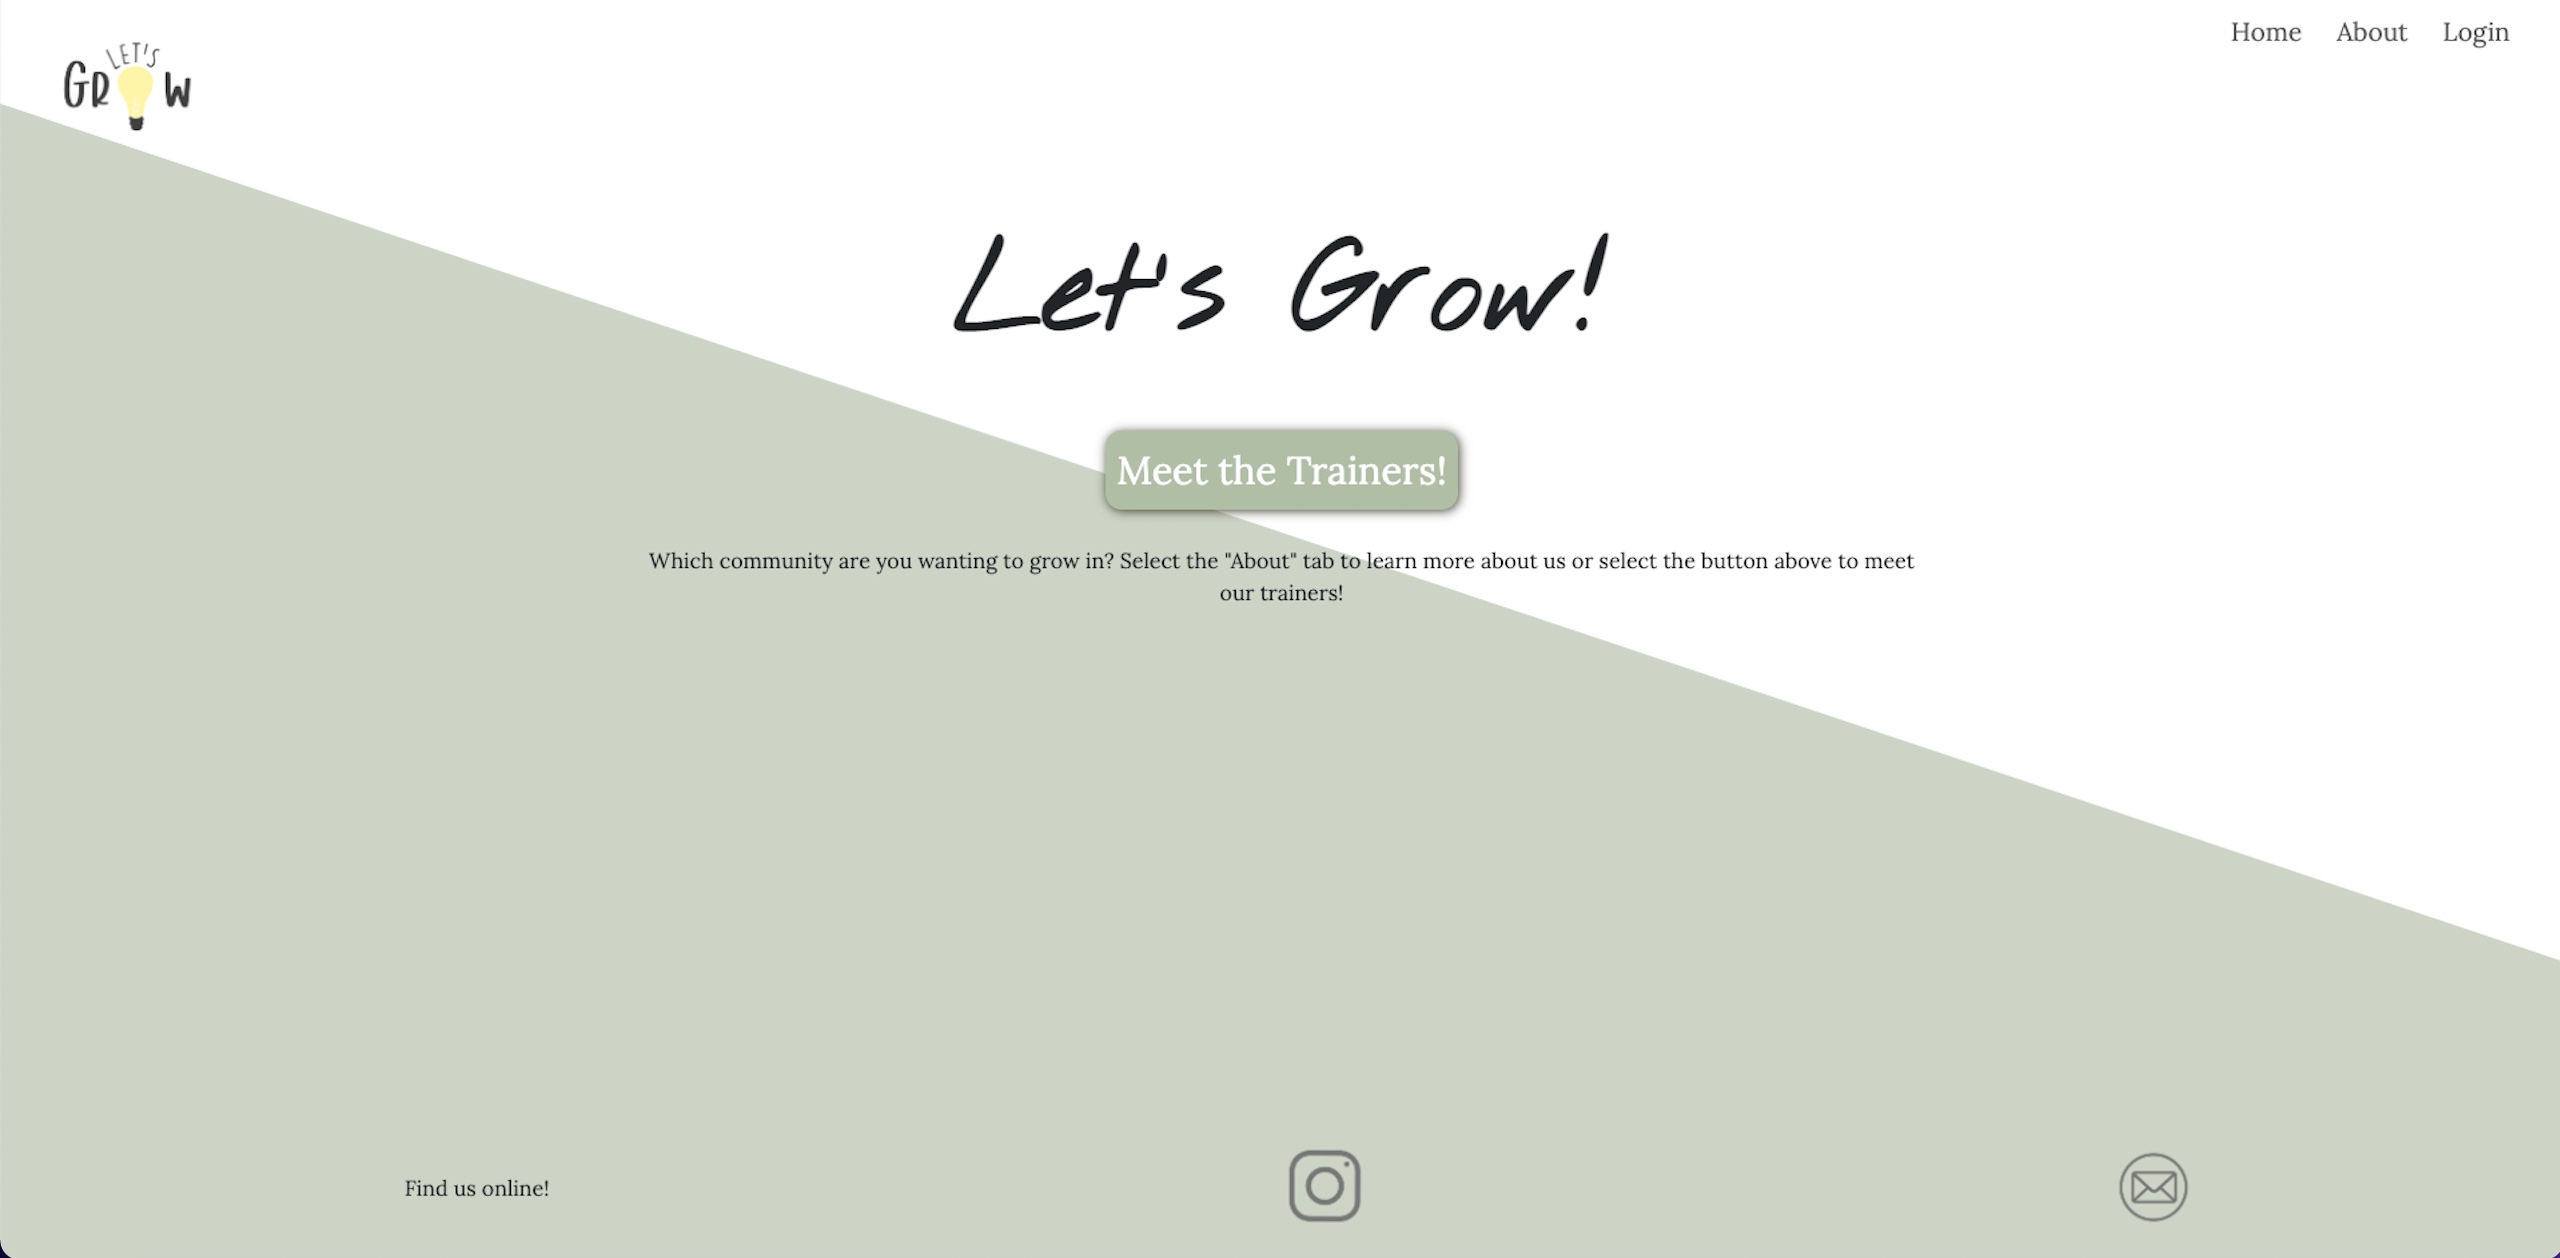 Home About Login
LET'S
GROW
Let's Grow!
Meet the Trainers!
Which community are you wanting to grow in? Select the "About" tab to learn more about us or select the button above to meet
our trainers!
Find us online!